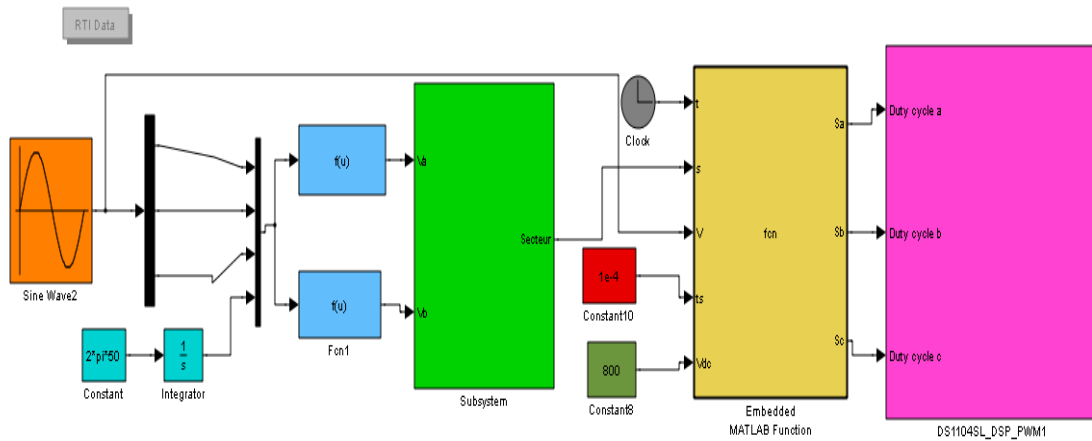 RTI Data
Sine Wave2
2*pi*50
Constant
1
s
Integrator
f(u)
f(u)
Fcn1
Va
Vb
Secteur
Subsystem
Clock
1e-4
Constant10
800
Constant8
t
s
V
ts
Vdc
fcn
Sa
Sb
Sc
Embedded
MATLAB Function
Duty cycle a
Duty cycle b
Duty cycle c
DS1104SL_DSP_PWM1